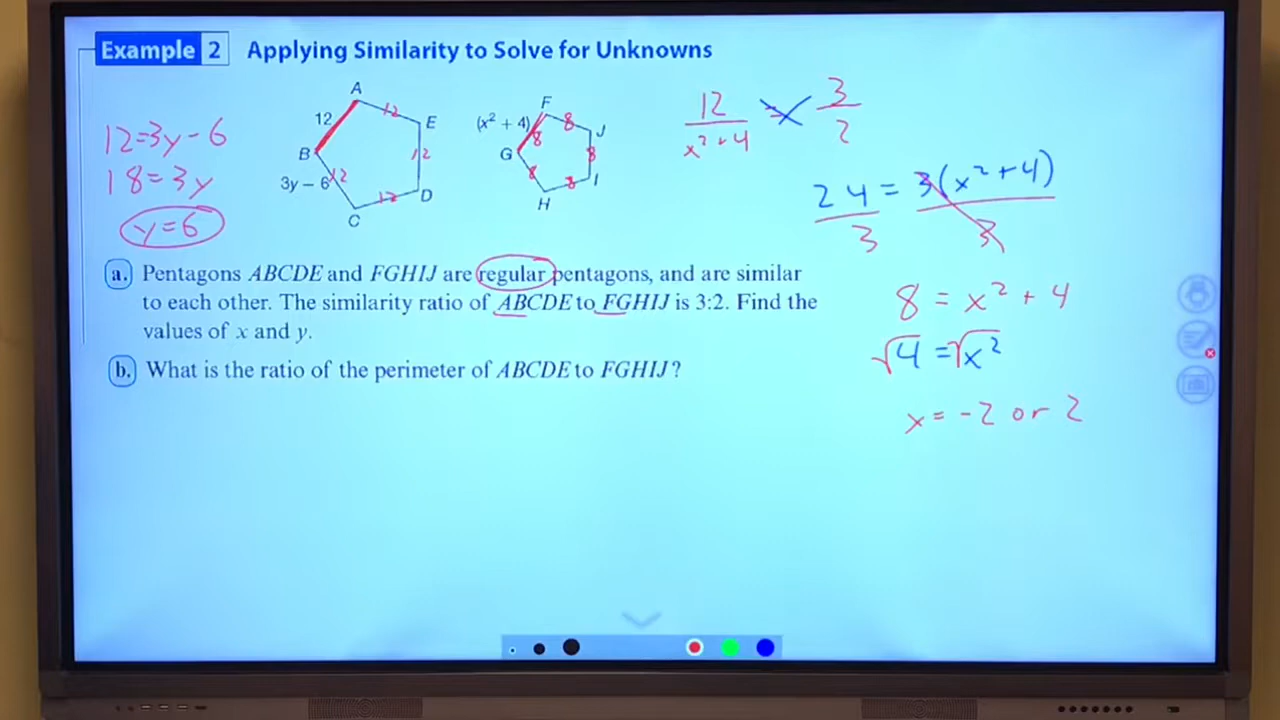 Example 2 Applying Similarity to Solve for Unknowns
12=3y-6
18=3y
y=6
A
12
12
E
B
12
12
3y – 6
12
D
C
F
(x² + 4)
8
8
J
G
8
8
8
I
H
12/(x²+4) = 3/2
24/3 = 3(x²+4)/3
8 = x² + 4
√4 = √x²
x = -2 or 2
a. Pentagons ABCDE and FGHIJ are regular pentagons, and are similar
to each other. The similarity ratio of ABCDE to FGHIJ is 3:2. Find the
values of x and y.
b. What is the ratio of the perimeter of ABCDE to FGHIJ?